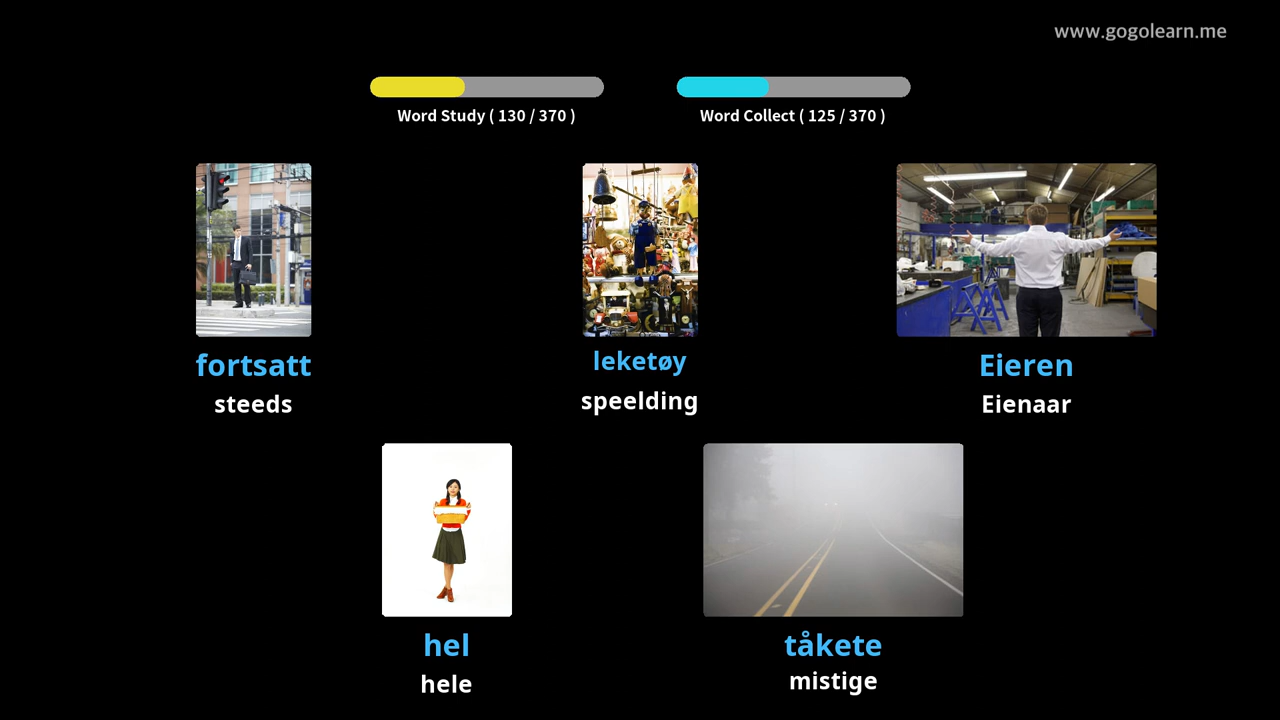 www.gogolearn.me
Word Study ( 130 / 370 )
Word Collect ( 125 / 370 )
fortsatt
steeds
leketøy
speelding
Eieren
Eienaar
hel
hele
tåkete
mistige